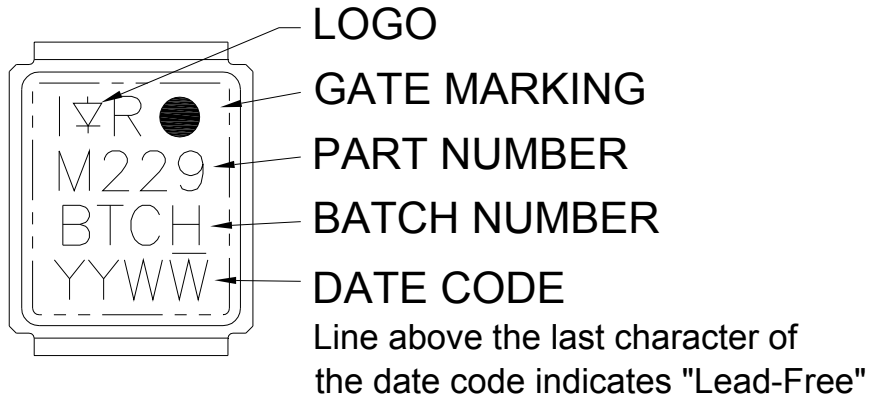 LOGO
I R
GATE MARKING
M229
PART NUMBER
BTCH
BATCH NUMBER
YYWW̅
DATE CODE
Line above the last character of
the date code indicates "Lead-Free"